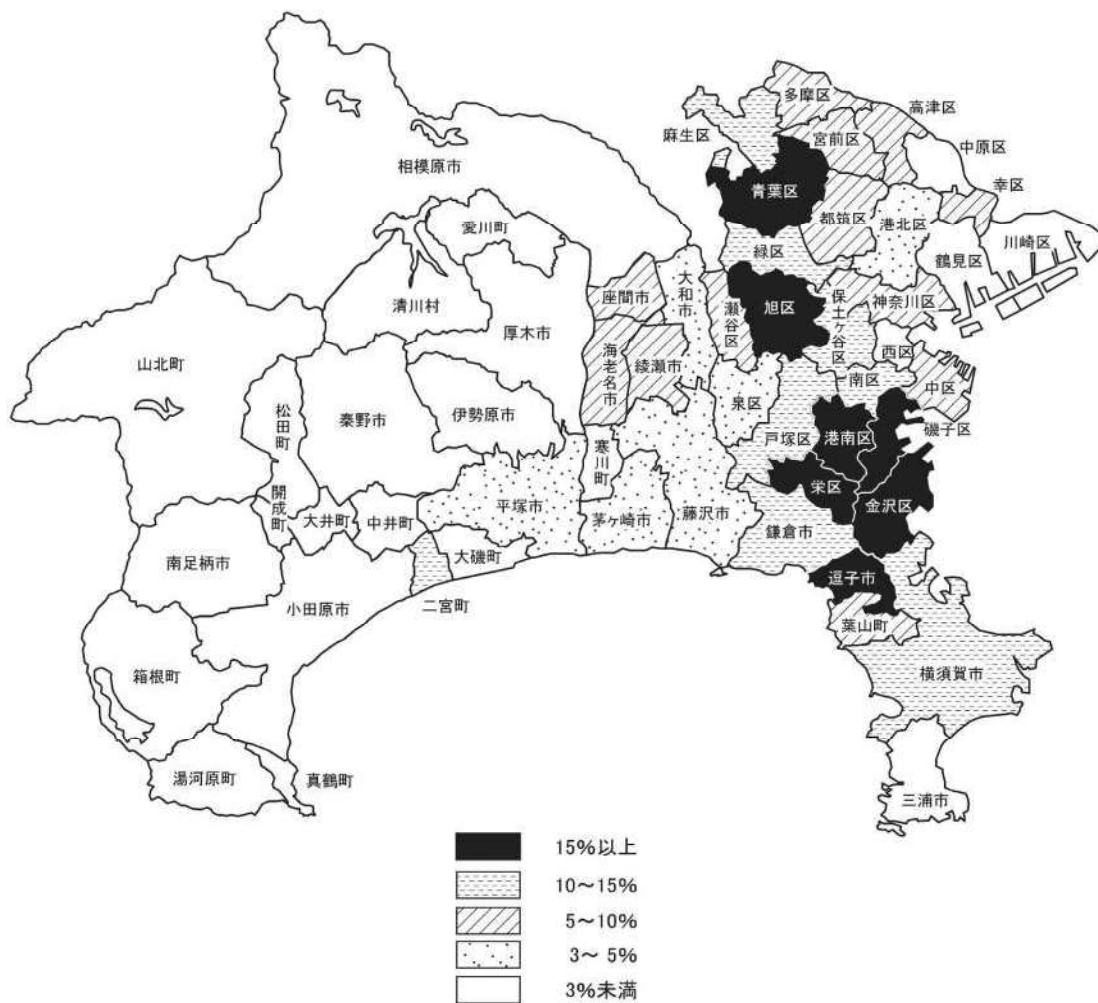 多摩区
高津区
麻生区
宮前区
中原区
幸区
青葉区
都筑区
港北区
川崎区
鶴見区
緑区
相模原市
愛川町
清川村
厚木市
座間市
大和市
瀬谷区
旭区
保土ヶ谷区
神奈川区
西区
中区
南区
山北町
松田町
秦野市
伊勢原市
海老名市
綾瀬市
泉区
戸塚区
港南区
磯子区
栄区
金沢区
開成町
大井町
中井町
平塚市
寒川町
茅ヶ崎市
藤沢市
鎌倉市
南足柄市
小田原市
大磯町
二宮町
逗子市
葉山町
箱根町
横須賀市
湯河原町
真鶴町
三浦市
15%以上
10～15%
5～10%
3～ 5%
3%未満